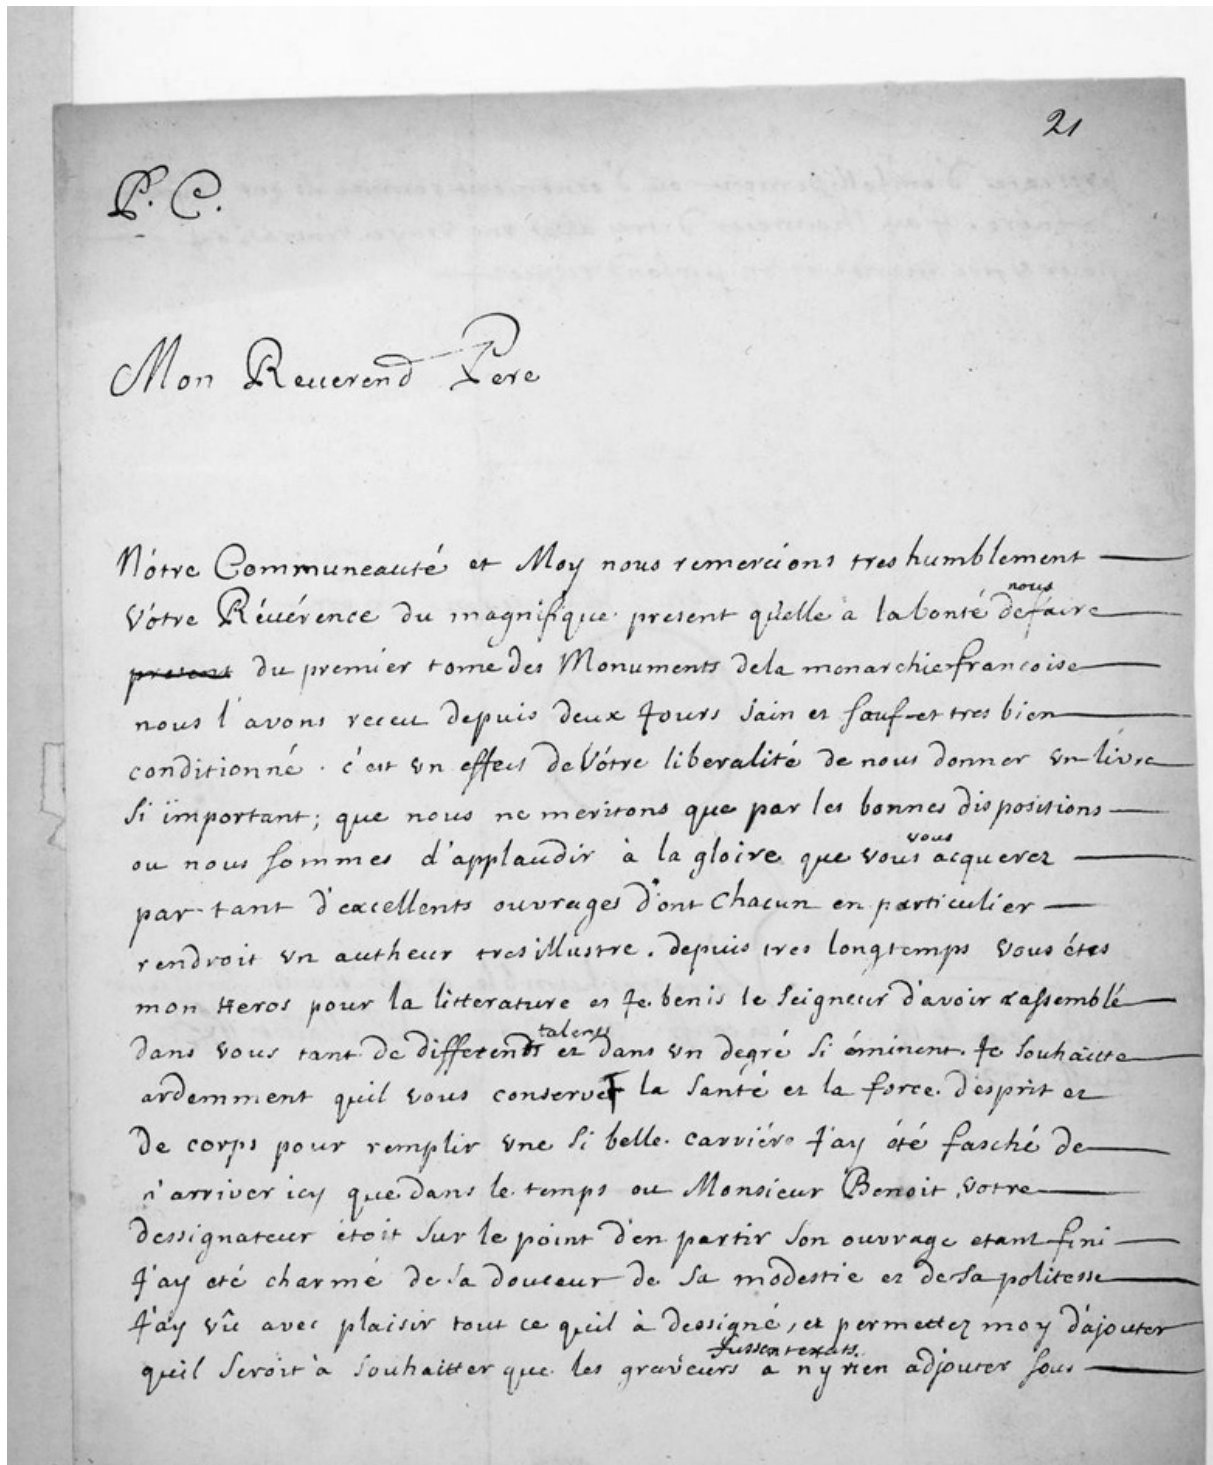 21
P. C.
Mon Reuerend Pere
Nótre Communeauté et Moy nous remercions tres humblement
nous
Vótre Réuérence du magnifique present qu'elle à la bonté de faire
present du premier tome des Monuments dela monarchie francoise
nous l'avons receu depuis deux Jours sain et sauf et tres bien
conditionné . c'est vn effect de Vótre liberalité de nous donner vn livre
si important ; que nous ne meritons que par les bonnes dispositions
vous
ou nous sommes d'applaudir à la gloire que vous acquerez
par tant d'excellents ouvrages d'ont Chacun en particulier
rendroit vn autheur tres illustre . depuis tres longtemps vous étes
mon Heros pour la litterature et Je benis le seigneur d'avoir rassemblé
talents
dans vous tant de differents et dans vn degré si éminent. Je souhaitte
ardemment quil vous conserve la santé et la force d'esprit et
de corps pour remplir vne si belle carriére J'ay été fasché de
n'arriver icy que dans le temps ou Monsieur Benoit votre
dessignateur étoit sur le point d'en partir son ouvrage etant fini
J'ay eté charmé de sa douceur de sa modestie et de sa politesse
J'ay vû avec plaisir tout ce quil à dessigné, et permettez moy d'ajouter
fussent exacts
quil seroit à souhaitter que les graveurs a n'y rien adjouter sous